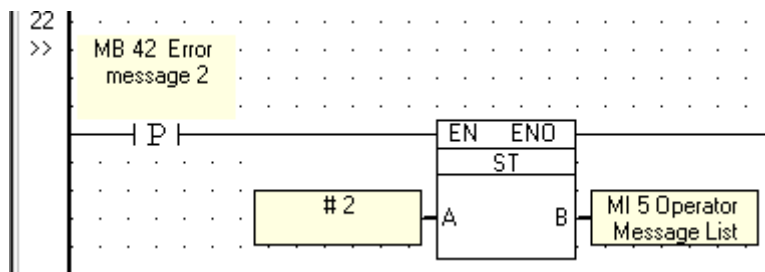 22
>>
MB 42 Error
message 2
P
EN ENO
ST
# 2
A
B
MI 5 Operator
Message List